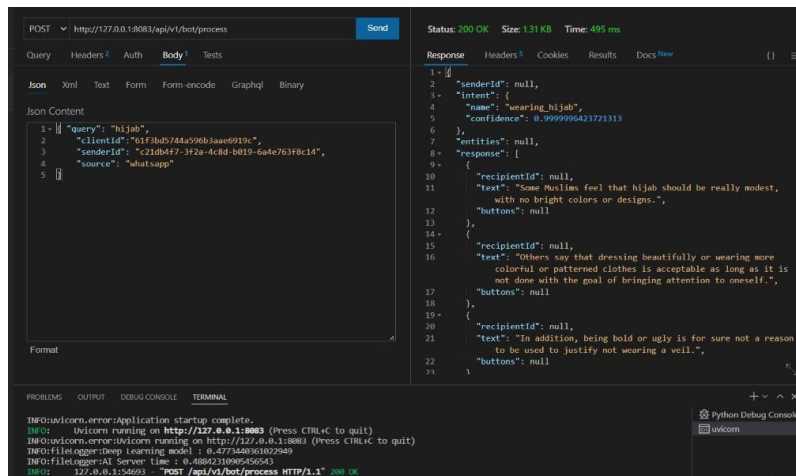 POST http://127.0.0.1:8083/api/v1/bot/process Send
Query Headers 2 Auth Body 1 Tests
Json Xml Text Form Form-encode Graphql Binary
Json Content
1 { "query": "hijab",
2 "clientId":"61f3bd5744a596b3aae6919c",
3 "senderId": "c21db4f7-3f2a-4c8d-b019-6a4e763f8c14",
4 "source": "whatsapp"
5 }
Format
Status: 200 OK Size: 1.31 KB Time: 495 ms
Response Headers 5 Cookies Results Docs New { }
1 {
2 "senderId": null,
3 "intent": {
4 "name": "wearing_hijab",
5 "confidence": 0.9999996423721313
6 },
7 "entities": null,
8 "response": [
9 {
10 "recipientId": null,
11 "text": "Some Muslims feel that hijab should be really modest,
with no bright colors or designs.",
12 "buttons": null
13 },
14 {
15 "recipientId": null,
16 "text": "Others say that dressing beautifully or wearing more
colorful or patterned clothes is acceptable as long as it is
not done with the goal of bringing attention to oneself.",
17 "buttons": null
18 },
19 {
20 "recipientId": null,
21 "text": "In addition, being bold or ugly is for sure not a reason
to be used to justify not wearing a veil.",
22 "buttons": null
23 }
PROBLEMS OUTPUT DEBUG CONSOLE TERMINAL
INFO:uvicorn.error:Application startup complete.
INFO: Uvicorn running on http://127.0.0.1:8083 (Press CTRL+C to quit)
INFO:uvicorn.error:Uvicorn running on http://127.0.0.1:8083 (Press CTRL+C to quit)
INFO:fileLogger:Deep Learning model : 0.4773440361022949
INFO:fileLogger:AI Server time : 0.48842310905456543
INFO: 127.0.0.1:54693 - "POST /api/v1/bot/process HTTP/1.1" 200 OK
Python Debug Console
uvicorn